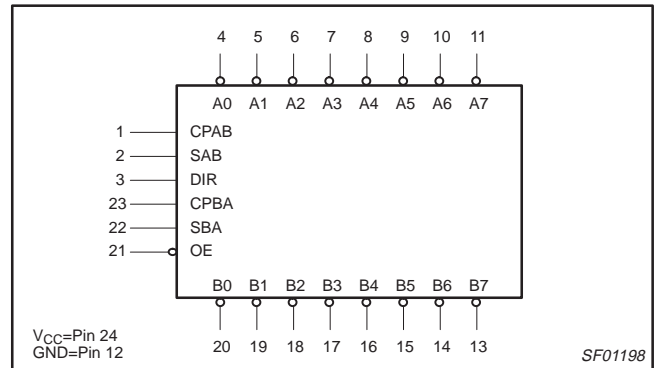 4 5 6 7 8 9 10 11
A0 A1 A2 A3 A4 A5 A6 A7
1 CPAB
2 SAB
3 DIR
23 CPBA
22 SBA
21 OE
B0 B1 B2 B3 B4 B5 B6 B7
20 19 18 17 16 15 14 13
VCC=Pin 24
GND=Pin 12
SF01198